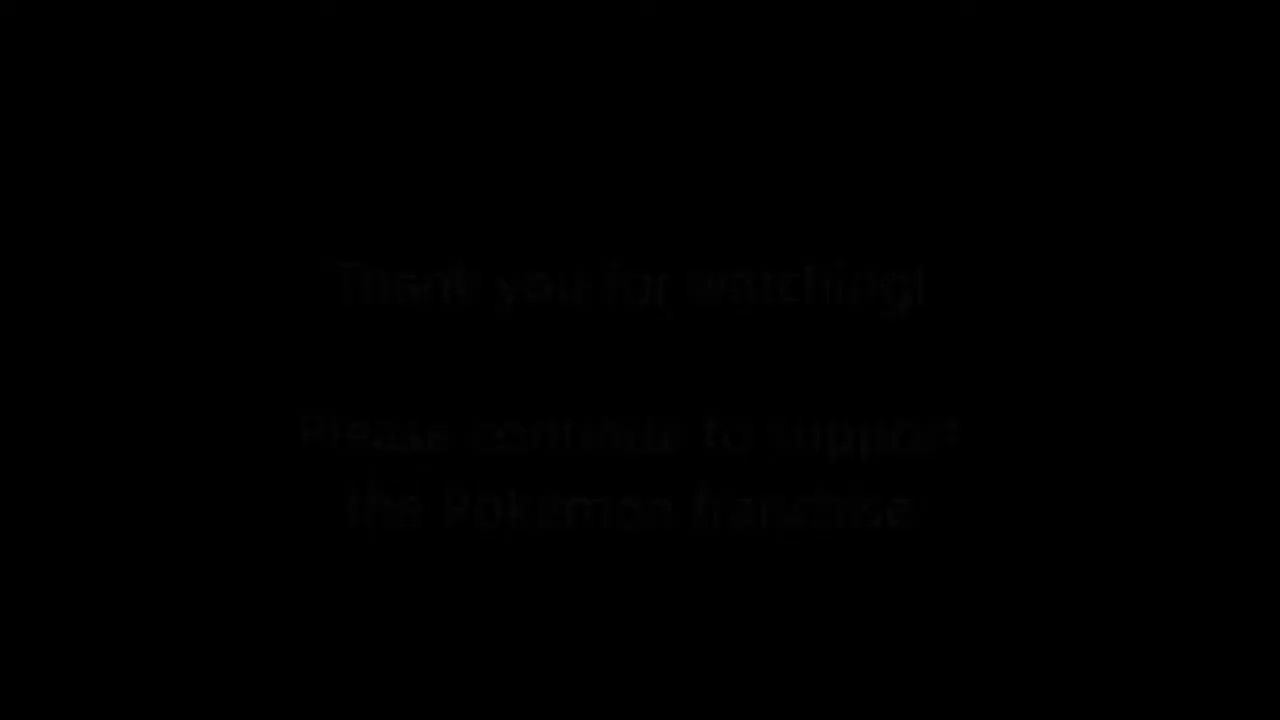 Thank you for watching!
Please continue to support
the Pokemon franchise